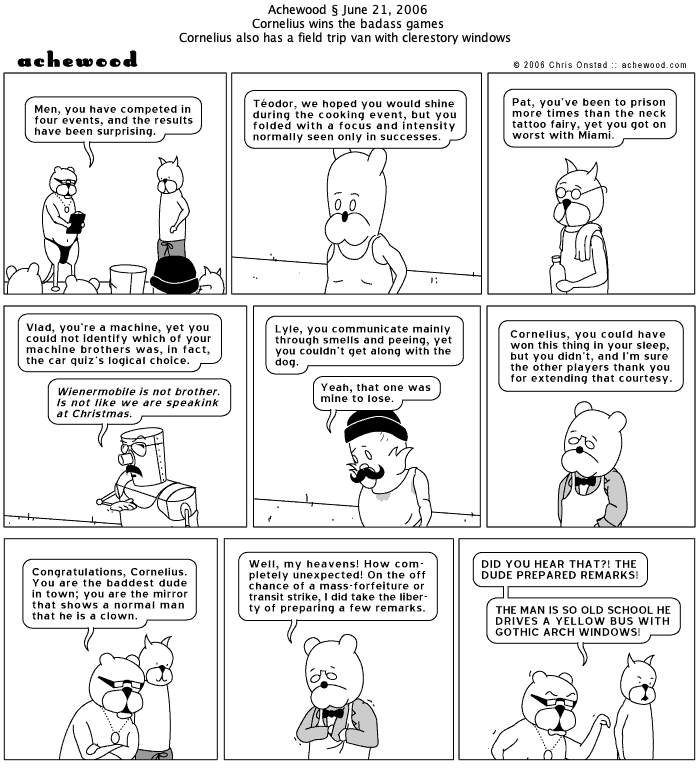 Achewood § June 21, 2006
Cornelius wins the badass games
Cornelius also has a field trip van with clerestory windows
achewood
© 2006 Chris Onstad :: achewood.com
Men, you have competed in
four events, and the results
have been surprising.
Téodor, we hoped you would shine
during the cooking event, but you
folded with a focus and intensity
normally seen only in successes.
Pat, you've been to prison
more times than the neck
tattoo fairy, yet you got on
worst with Miami.
Vlad, you're a machine, yet you
could not identify which of your
machine brothers was, in fact,
the car quiz's logical choice.
Wienermobile is not brother.
Is not like we are speakink
at Christmas.
Lyle, you communicate mainly
through smells and peeing, yet
you couldn't get along with the
dog.
Yeah, that one was
mine to lose.
Cornelius, you could have
won this thing in your sleep,
but you didn't, and I'm sure
the other players thank you
for extending that courtesy.
Congratulations, Cornelius.
You are the baddest dude
in town; you are the mirror
that shows a normal man
that he is a clown.
Well, my heavens! How com-
pletely unexpected! On the off
chance of a mass-forfeiture or
transit strike, I did take the liber-
ty of preparing a few remarks.
DID YOU HEAR THAT?! THE
DUDE PREPARED REMARKS!
THE MAN IS SO OLD SCHOOL HE
DRIVES A YELLOW BUS WITH
GOTHIC ARCH WINDOWS!